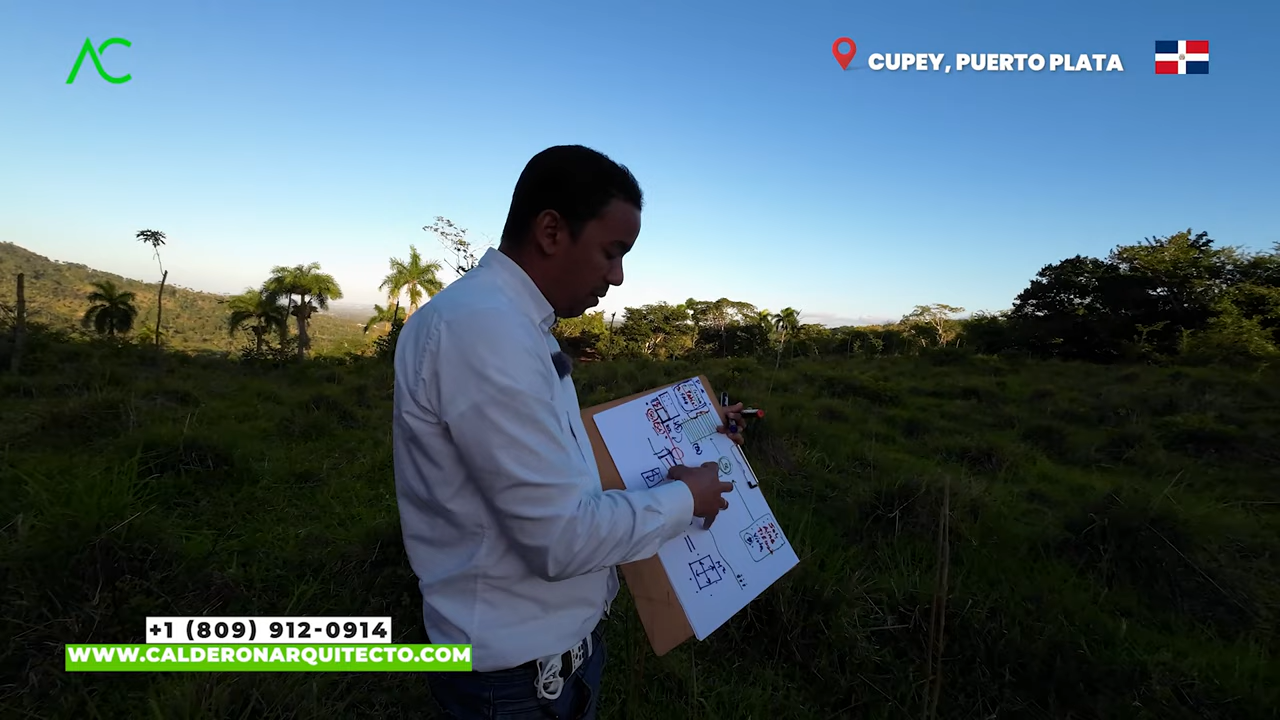 AC
CUPEY, PUERTO PLATA
+1 (809) 912-0914
WWW.CALDERONARQUITECTO.COM